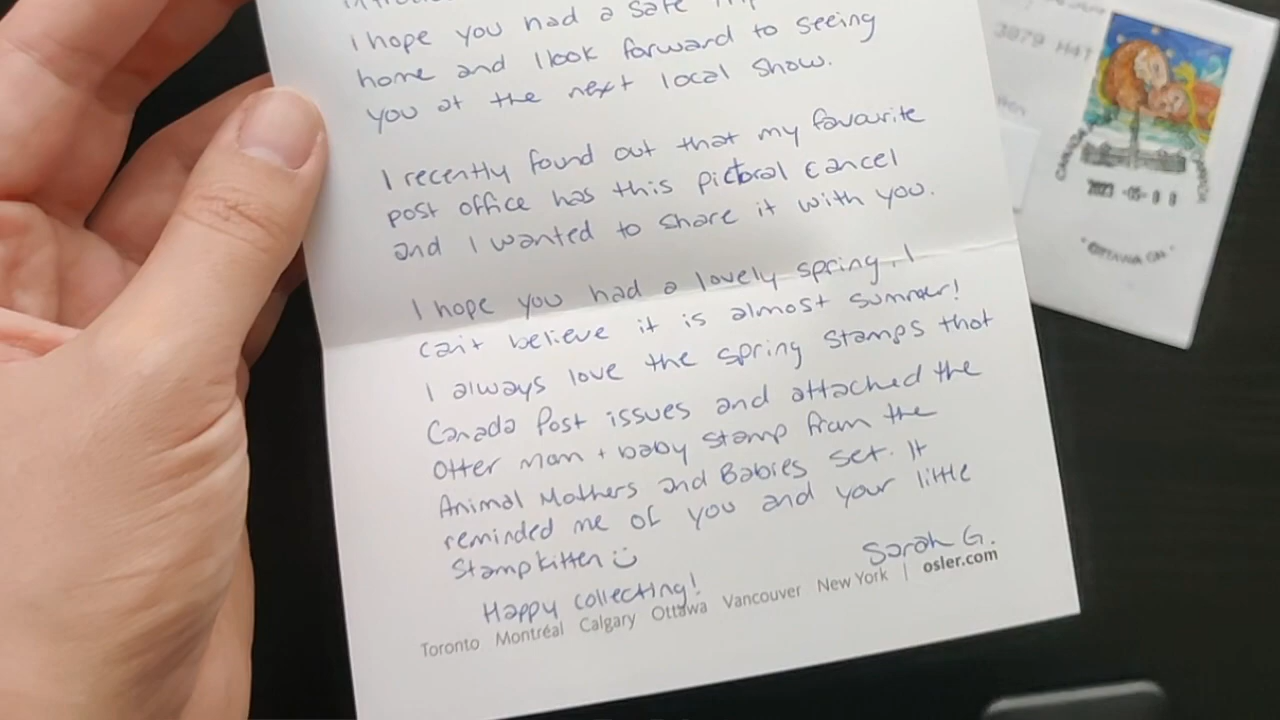 I hope you had a safe
home and I look forward to seeing
you at the next local show.
I recently found out that my favourite
post office has this pictoral cancel
and I wanted to share it with you.
I hope you had a lovely spring, I
can't believe it is almost summer!
I always love the spring stamps that
Canada Post issues and attached the
otter mom + baby stamp from the
Animal Mothers and Babies set. It
reminded me of you and your little
Stampkitten
Happy collecting!
Sarah G.
Toronto Montréal Calgary Ottawa Vancouver New York | osler.com
3879 H4T
2023-05-08
OTTAWA ON